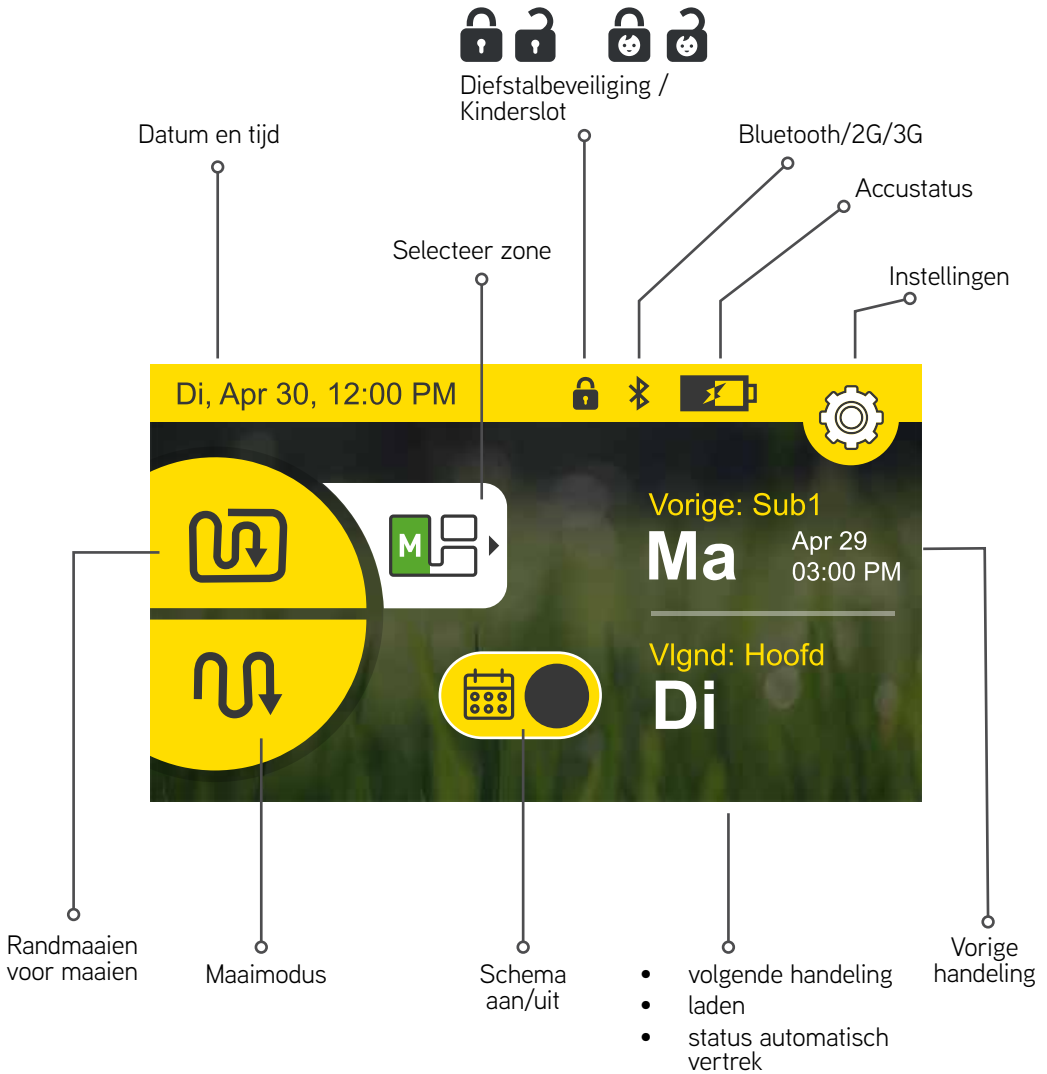 Diefstalbeveiliging /
Kinderslot
Datum en tijd
Bluetooth/2G/3G
Accustatus
Selecteer zone
Instellingen
Di, Apr 30, 12:00 PM
Vorige: Sub1
Ma
Apr 29
03:00 PM
M
Vlgnd: Hoofd
Di
Randmaaien
voor maaien
Maaimodus
Schema
aan/uit
• volgende handeling
• laden
• status automatisch
vertrek
Vorige
handeling